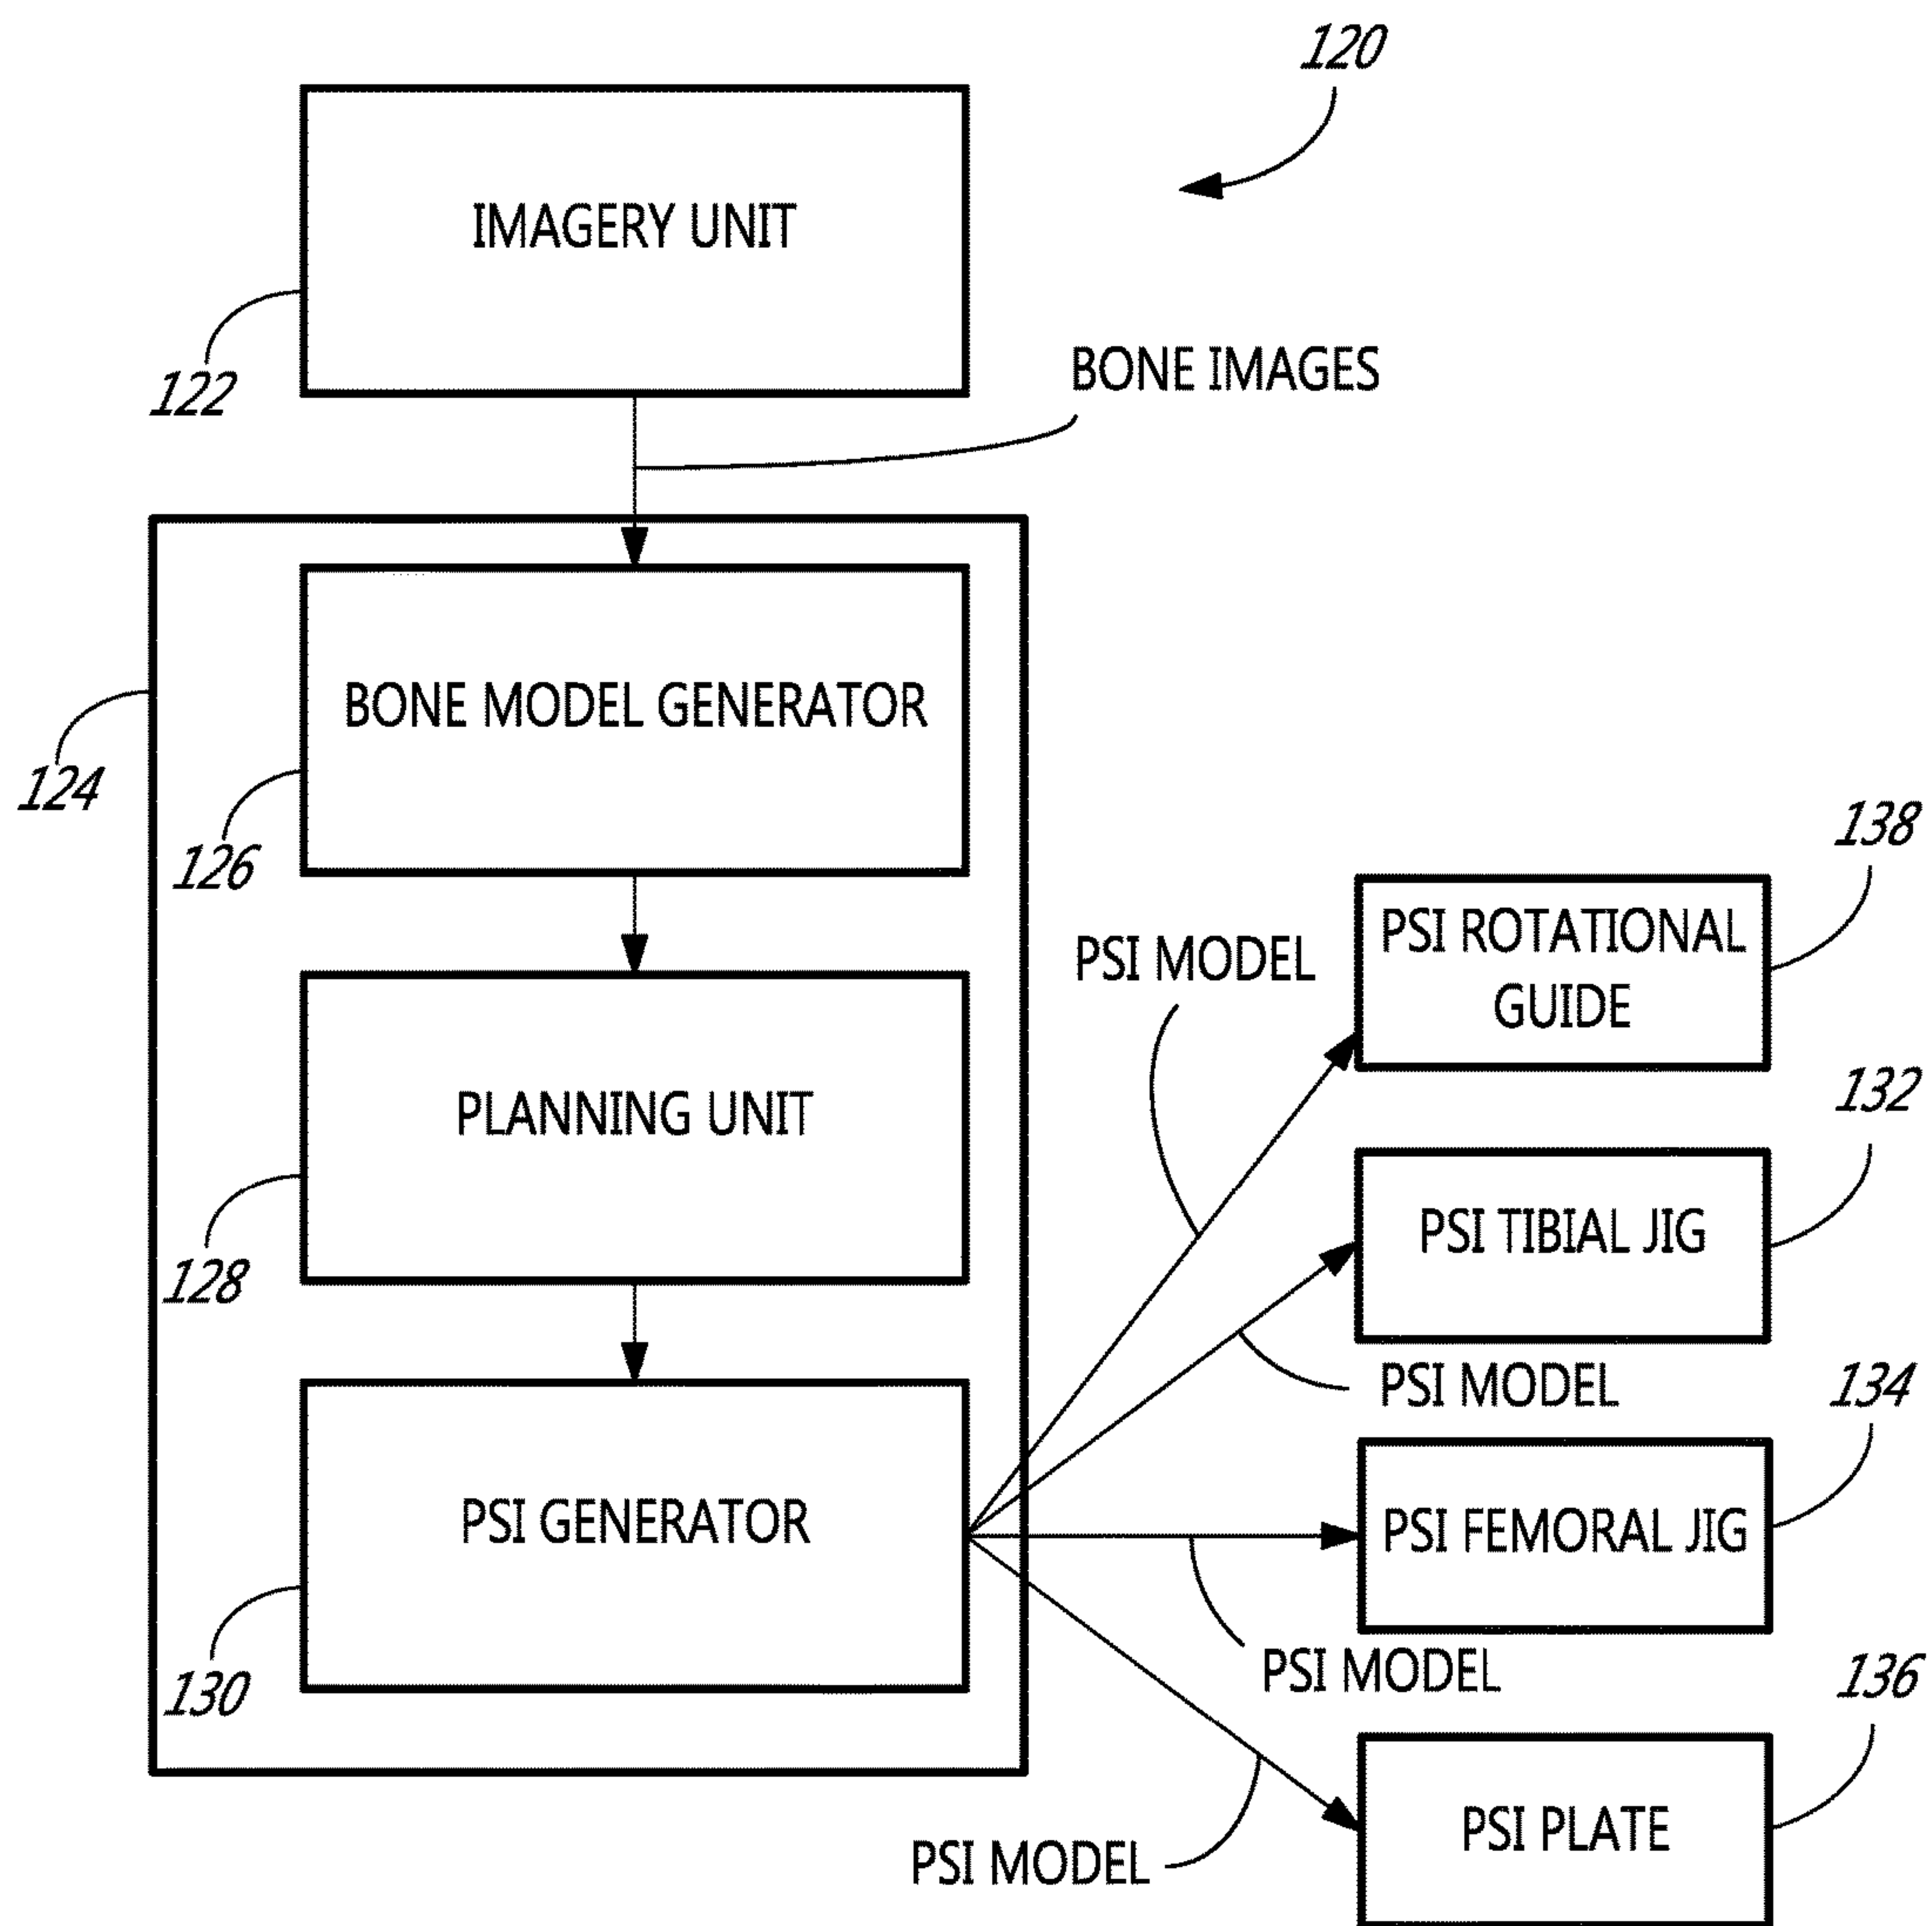 120
IMAGERY UNIT
122
BONE IMAGES
BONE MODEL GENERATOR
124
126
138
PSI ROTATIONAL
GUIDE
PSI MODEL
PLANNING UNIT
132
PSI TIBIAL JIG
128
PSI MODEL
134
PSI GENERATOR
PSI FEMORAL JIG
130
PSI MODEL
136
PSI PLATE
PSI MODEL